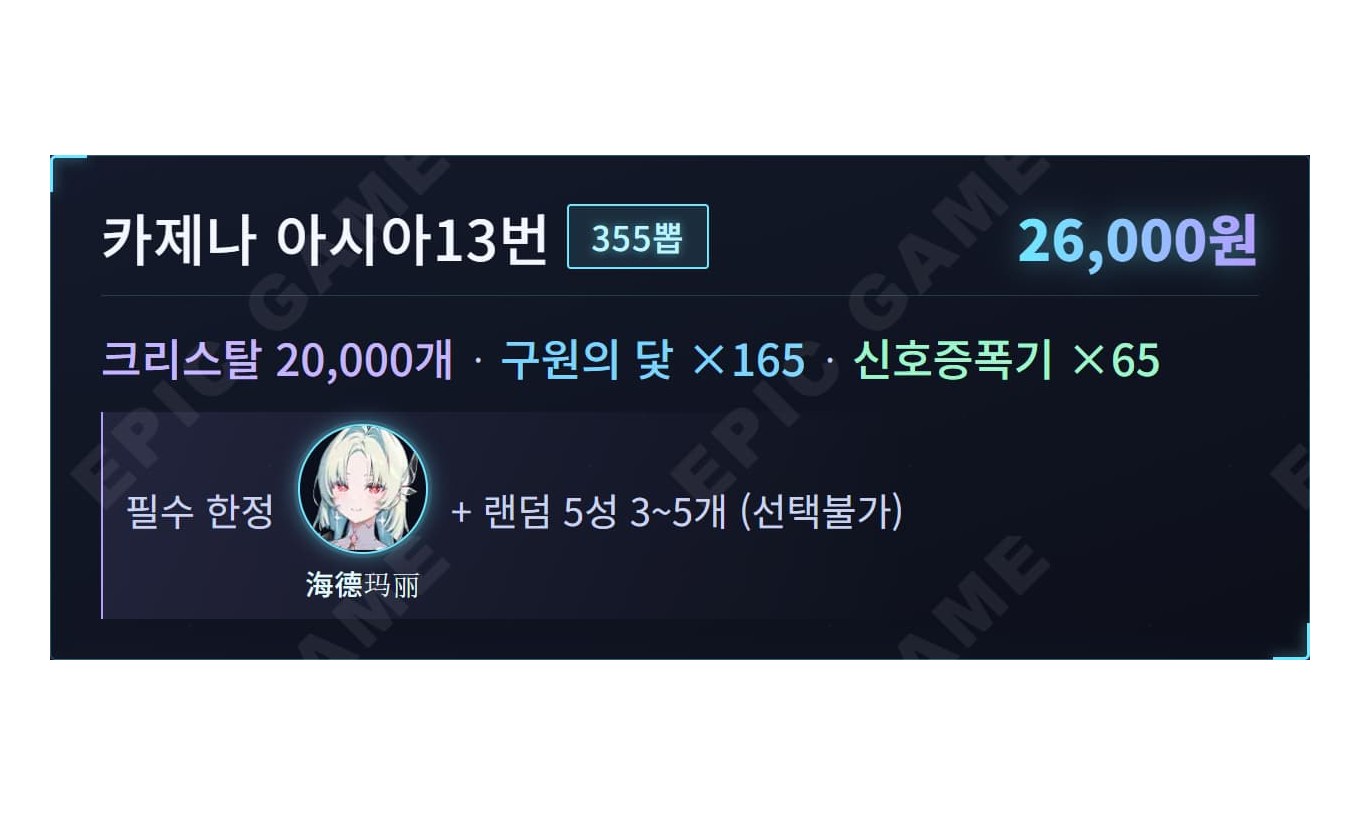 카제나 아시아13번 355뽑 26,000원
크리스탈 20,000개 · 구원의 닻 ×165 · 신호증폭기 ×65
필수 한정 + 랜덤 5성 3~5개 (선택불가)
海德玛丽
EPIC GAME
EPIC GAME